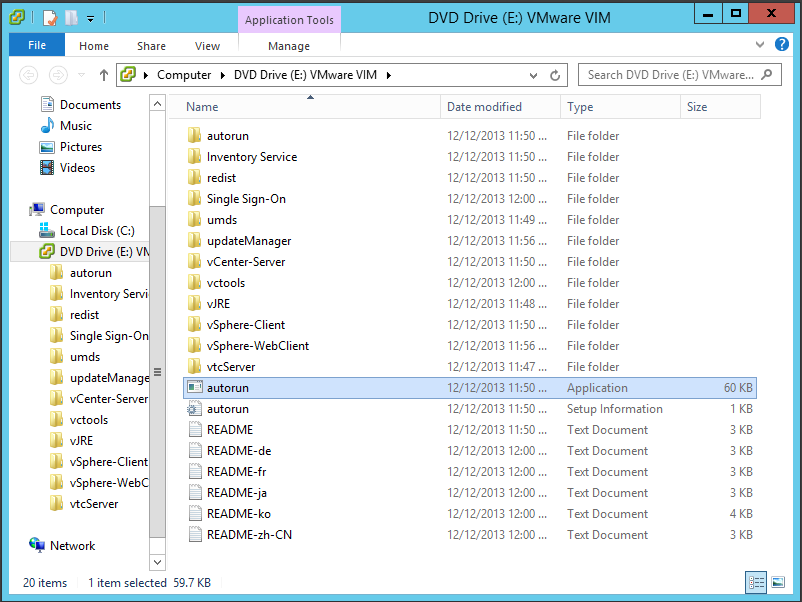 Application Tools
DVD Drive (E:) VMware VIM
File Home Share View Manage
Computer DVD Drive (E:) VMware VIM
Search DVD Drive (E:) VMware...
Documents
Music
Pictures
Videos
Computer
Local Disk (C:)
DVD Drive (E:) VM
autorun
Inventory Servi
redist
Single Sign-On
umds
updateManage
vCenter-Server
vctools
vJRE
vSphere-Client
vSphere-WebC
vtcServer
Network
Name Date modified Type Size
autorun 12/12/2013 11:50 ... File folder
Inventory Service 12/12/2013 11:50 ... File folder
redist 12/12/2013 11:50 ... File folder
Single Sign-On 12/12/2013 12:00 ... File folder
umds 12/12/2013 11:49 ... File folder
updateManager 12/12/2013 11:56 ... File folder
vCenter-Server 12/12/2013 11:50 ... File folder
vctools 12/12/2013 12:00 ... File folder
vJRE 12/12/2013 11:48 ... File folder
vSphere-Client 12/12/2013 11:50 ... File folder
vSphere-WebClient 12/12/2013 11:56 ... File folder
vtcServer 12/12/2013 11:47 ... File folder
autorun 12/12/2013 11:50 ... Application 60 KB
autorun 12/12/2013 11:50 ... Setup Information 1 KB
README 12/12/2013 11:50 ... Text Document 3 KB
README-de 12/12/2013 12:00 ... Text Document 3 KB
README-fr 12/12/2013 12:00 ... Text Document 3 KB
README-ja 12/12/2013 12:00 ... Text Document 3 KB
README-ko 12/12/2013 12:00 ... Text Document 4 KB
README-zh-CN 12/12/2013 12:00 ... Text Document 3 KB
20 items 1 item selected 59.7 KB